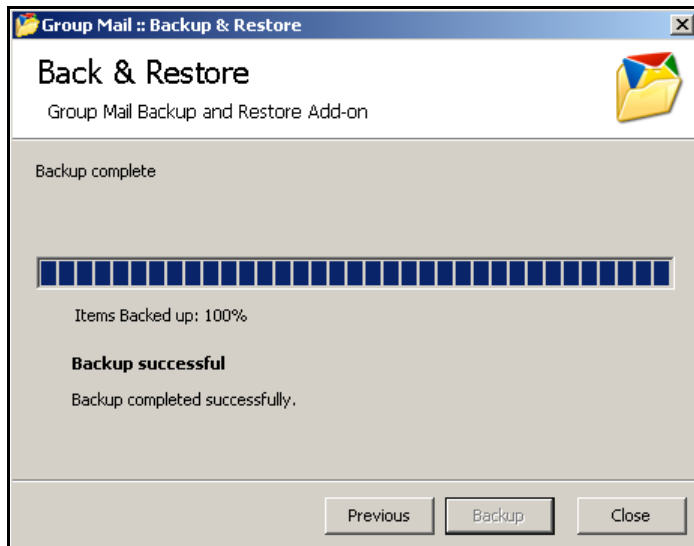 Group Mail :: Backup & Restore
Back & Restore
Group Mail Backup and Restore Add-on
Backup complete
Items Backed up: 100%
Backup successful
Backup completed successfully.
Previous
Backup
Close